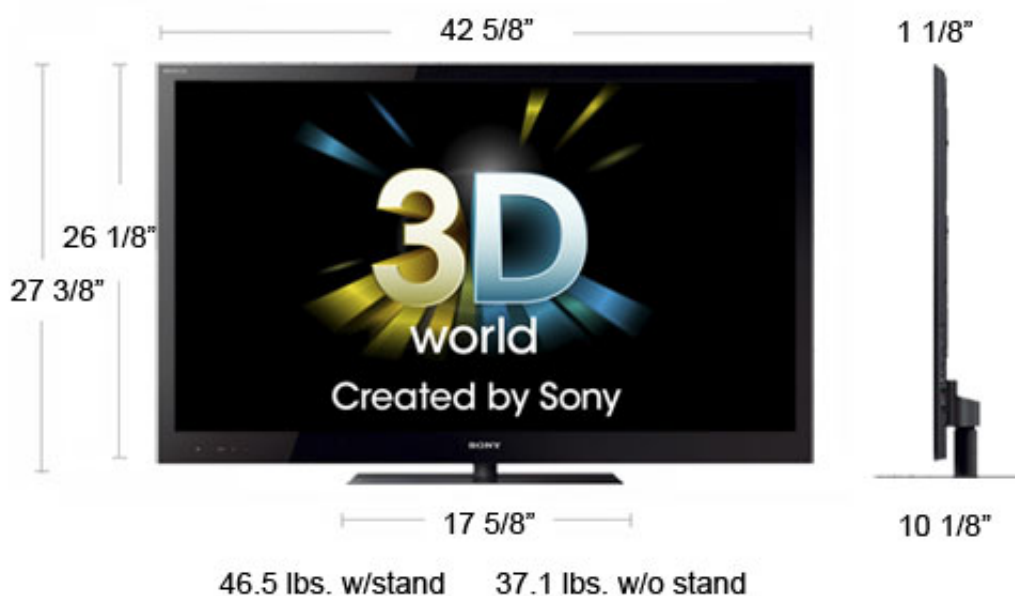 42 5/8”
1 1/8”
26 1/8”
27 3/8”
3D
world
Created by Sony
SONY
17 5/8”
10 1/8”
46.5 lbs. w/stand 37.1 lbs. w/o stand